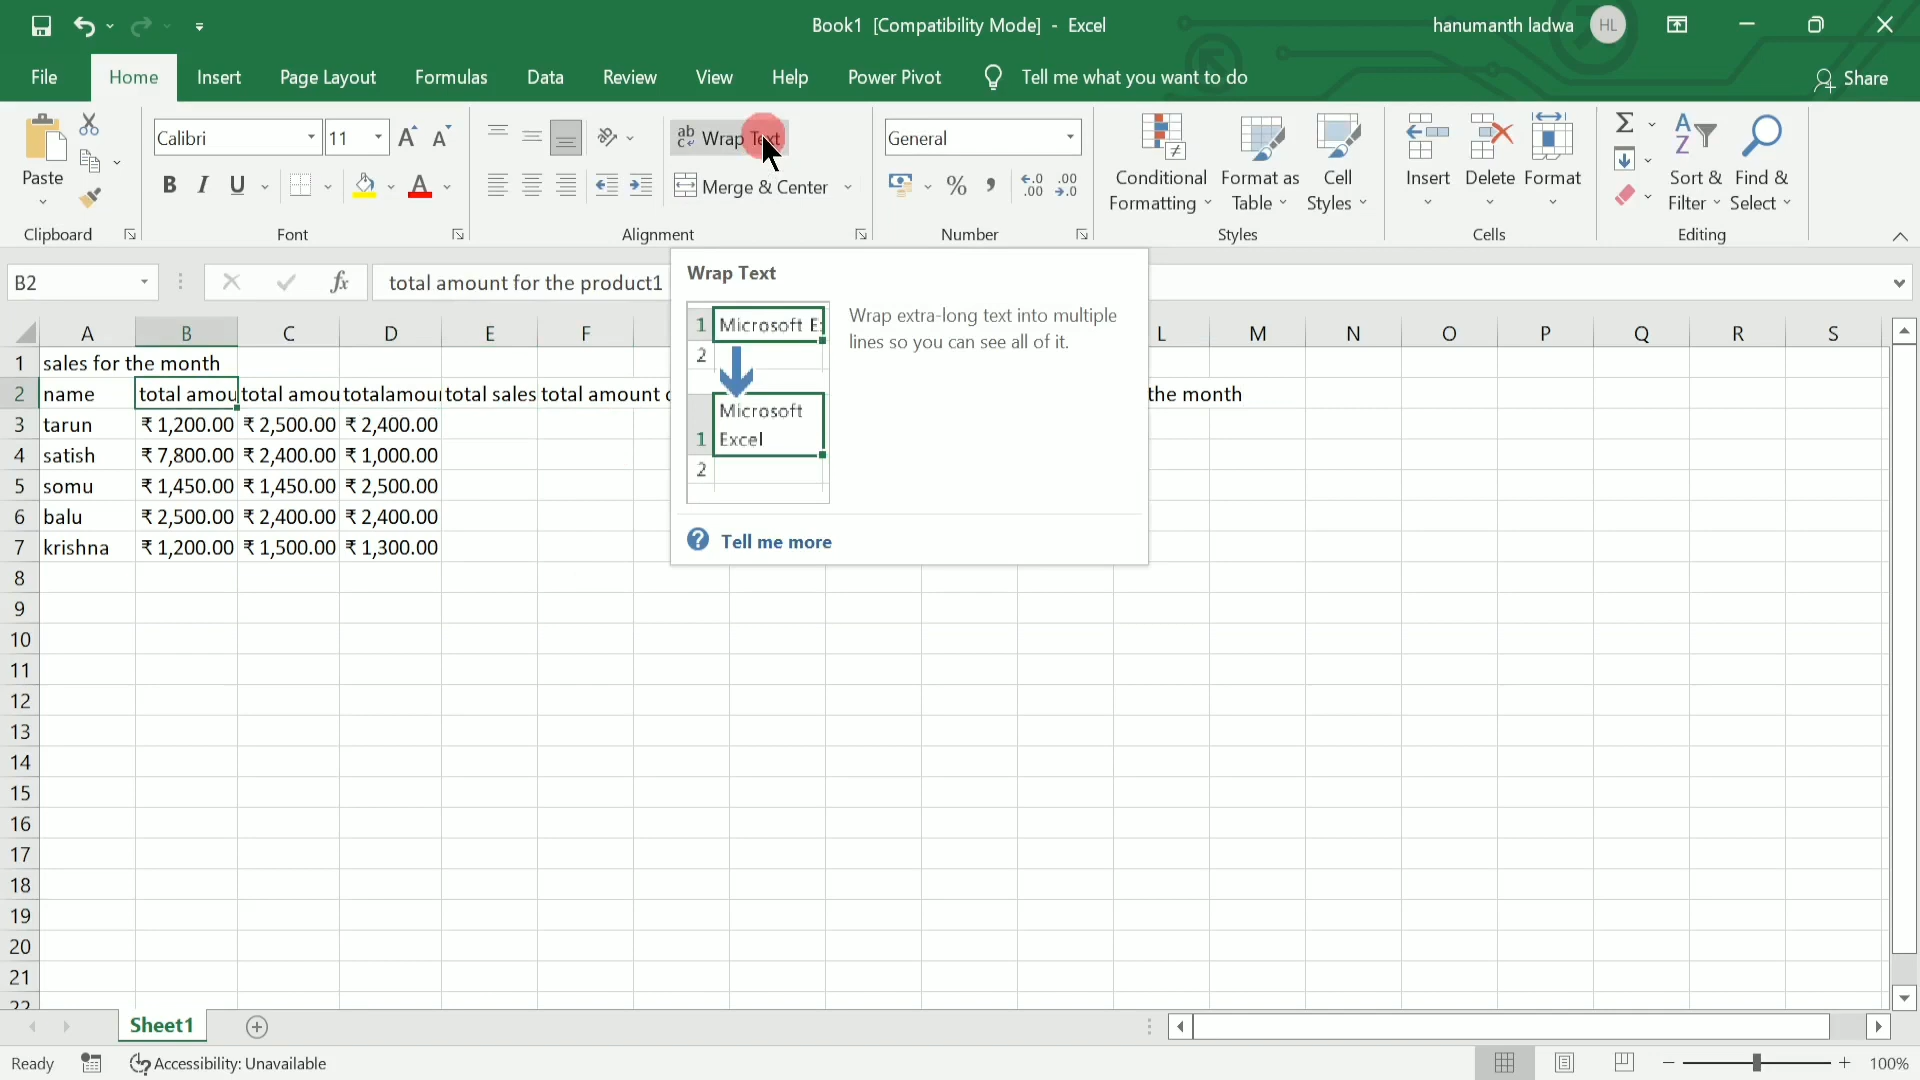 Book1 [Compatibility Mode] - Excel
hanumanth ladwa HL
File Home Insert Page Layout Formulas Data Review View Help Power Pivot Tell me what you want to do Share
Calibri 11 A A ab Wrap Text General
Paste B I U A Merge & Center % , .00 .00
Conditional Formatting Format as Table Cell Styles Insert Delete Format Sort & Filter Find & Select
Clipboard Font Alignment Number Styles Cells Editing
B2 fx total amount for the product1
Wrap Text
Wrap extra-long text into multiple
lines so you can see all of it.
1 Microsoft E
2
Microsoft
1 Excel
2
Tell me more
A B C D E F L M N O P Q R S
1 sales for the month
2 name total amou total amou totalamou total sales total amount the month
3 tarun ₹ 1,200.00 ₹ 2,500.00 ₹ 2,400.00
4 satish ₹ 7,800.00 ₹ 2,400.00 ₹ 1,000.00
5 somu ₹ 1,450.00 ₹ 1,450.00 ₹ 2,500.00
6 balu ₹ 2,500.00 ₹ 2,400.00 ₹ 2,400.00
7 krishna ₹ 1,200.00 ₹ 1,500.00 ₹ 1,300.00
8
9
10
11
12
13
14
15
16
17
18
19
20
21
22
Sheet1
Ready Accessibility: Unavailable 100%